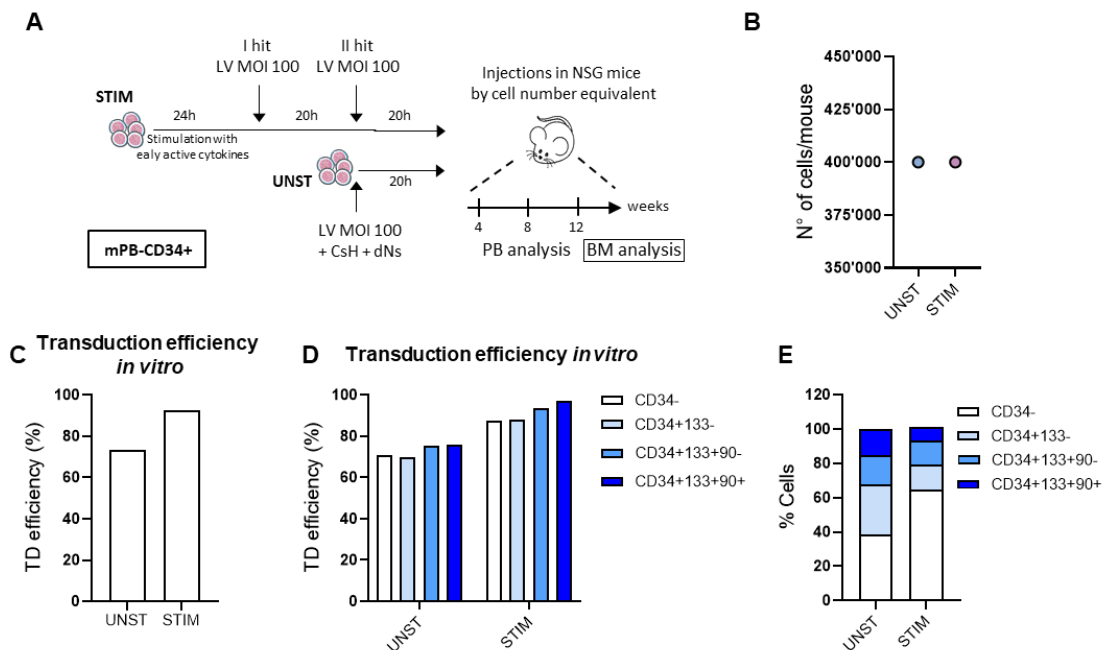 A
I hit
LV MOI 100
II hit
LV MOI 100
STIM
24h
20h
20h
Stimulation with
ealy active cytokines
UNST
20h
LV MOI 100
+ CsH + dNs
mPB-CD34+
Injections in NSG mice
by cell number equivalent
weeks
4
8
12
PB analysis
BM analysis
B
N° of cells/mouse
450'000
425'000
400'000
375'000
350'000
UNST
STIM
C
Transduction efficiency
in vitro
TD efficiency (%)
100
80
60
40
20
0
UNST
STIM
D
Transduction efficiency in vitro
TD efficiency (%)
100
80
60
40
20
0
UNST
STIM
CD34-
CD34+133-
CD34+133+90-
CD34+133+90+
E
% Cells
120
100
80
60
40
20
0
UNST
STIM
CD34-
CD34+133-
CD34+133+90-
CD34+133+90+